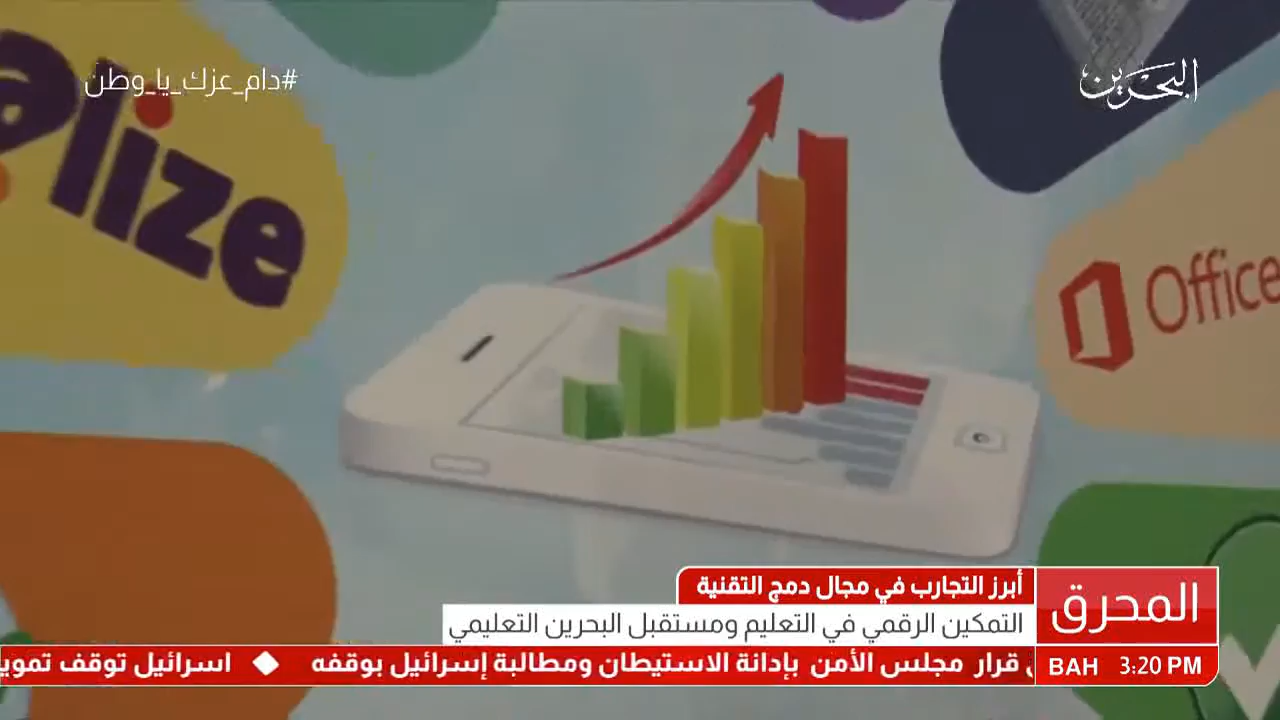 #دام_عزك_يا_وطن
البحرين
lize
Office
أبرز التجارب في مجال دمج التقنية
المحرق
التمكين الرقمي في التعليم ومستقبل البحرين التعليمي
قرار مجلس الأمن بإدانة الاستيطان ومطالبة إسرائيل بوقفه ◆ اسرائيل توقف
BAH 3:20 PM